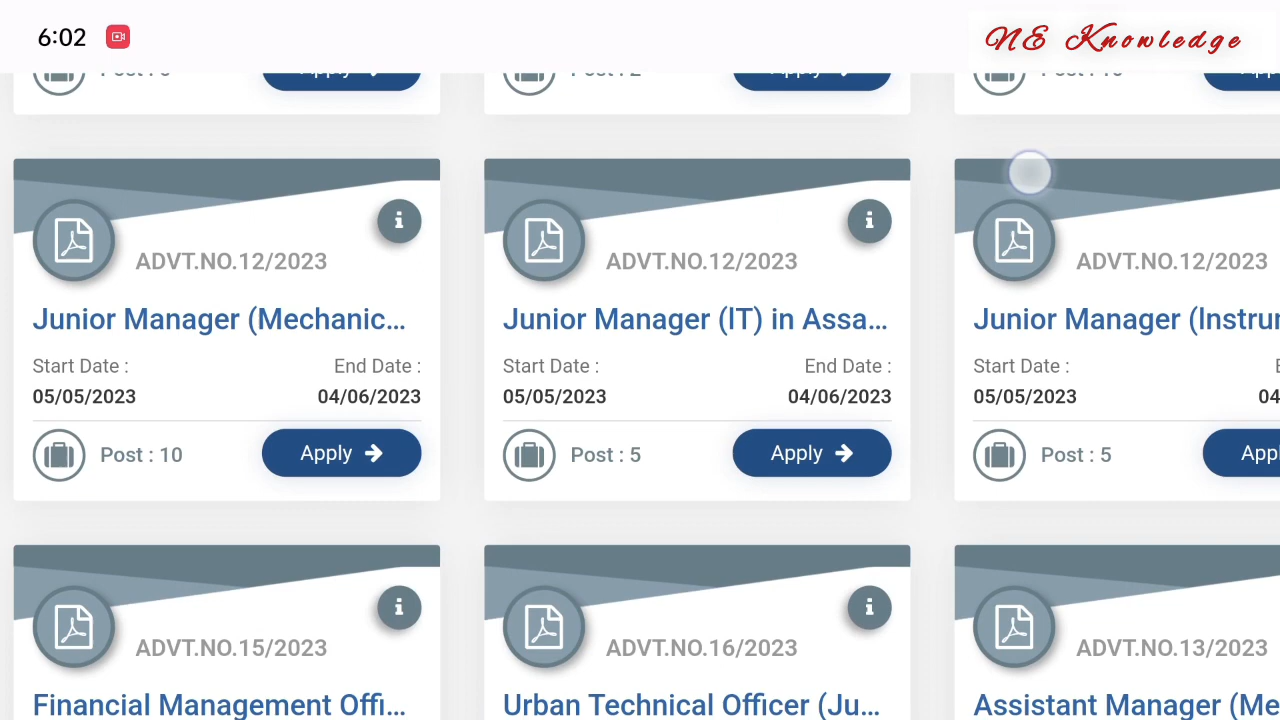 6:02
NE Knowledge
ADVT.NO.12/2023 ADVT.NO.12/2023 ADVT.NO.12/2023
Junior Manager (Mechanic... Junior Manager (IT) in Assa... Junior Manager (Instru
Start Date : End Date : Start Date : End Date : Start Date :
05/05/2023 04/06/2023 05/05/2023 04/06/2023 05/05/2023 04
Post : 10 Apply Post : 5 Apply Post : 5 Appl
ADVT.NO.15/2023 ADVT.NO.16/2023 ADVT.NO.13/2023
Financial Management Offi... Urban Technical Officer (Ju... Assistant Manager (Me